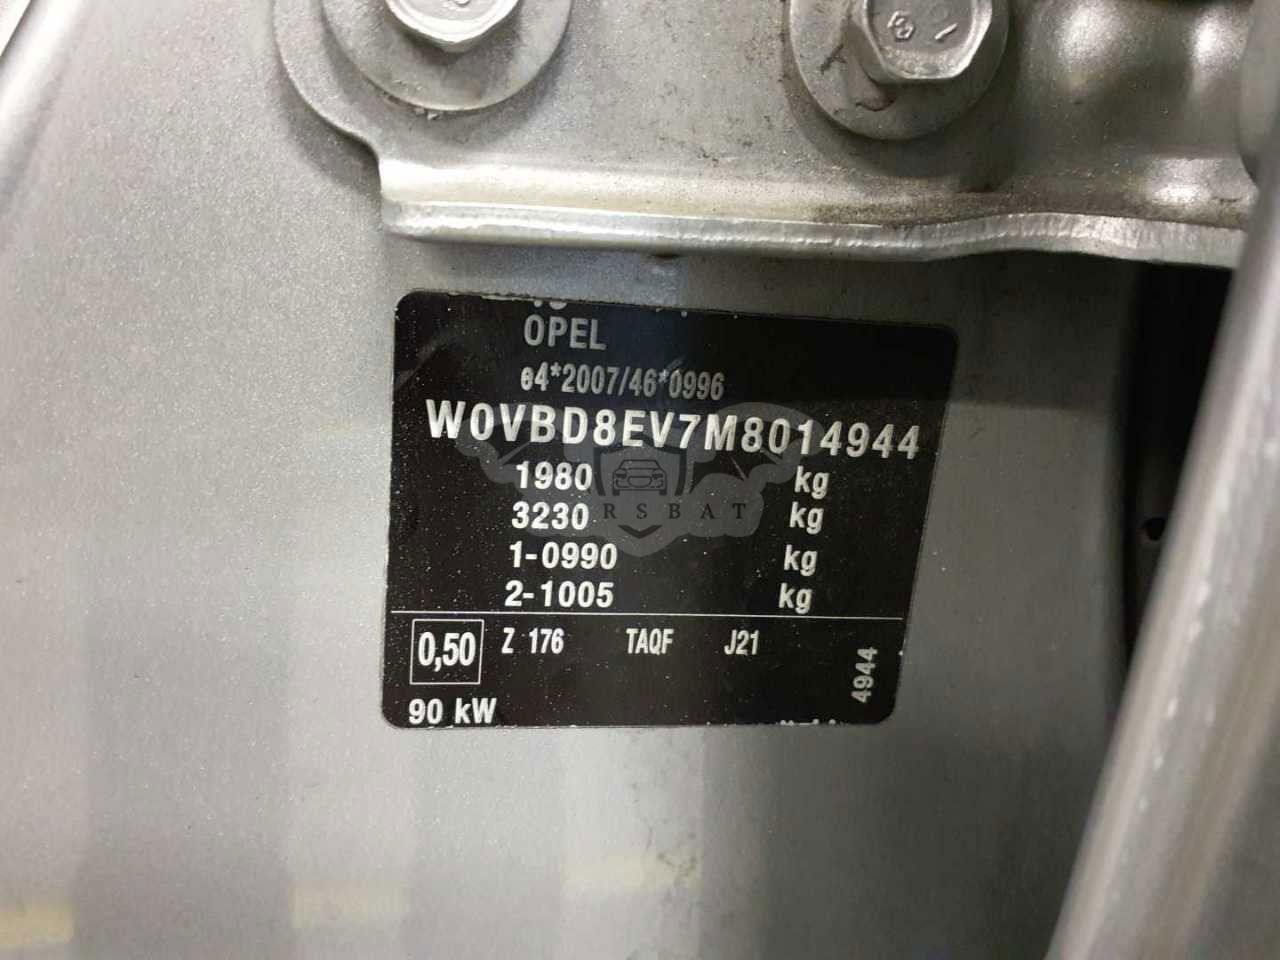 OPEL
e4*2007/46*0996
W0VBD8EV7M8014944
1980 kg
3230 kg
1-0990 kg
2-1005 kg
0,50 Z 176 TAQF J21
4944
90 kW
RSBAT